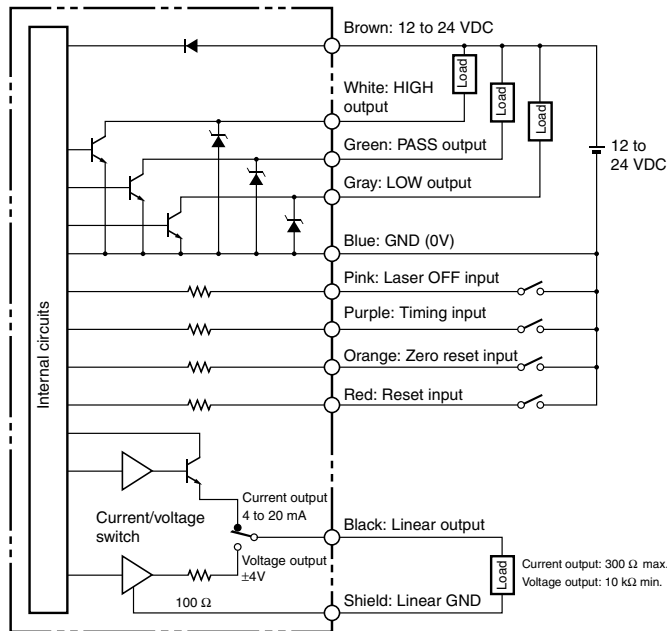 Brown: 12 to 24 VDC
Load
Load
Load
White: HIGH
output
Green: PASS output
12 to
24 VDC
Gray: LOW output
Blue: GND (0V)
Pink: Laser OFF input
Purple: Timing input
Internal circuits
Orange: Zero reset input
Red: Reset input
Current output
4 to 20 mA
Current/voltage
switch
Black: Linear output
Voltage output
±4V
Load
Current output: 300 Ω max.
Voltage output: 10 kΩ min.
100 Ω
Shield: Linear GND